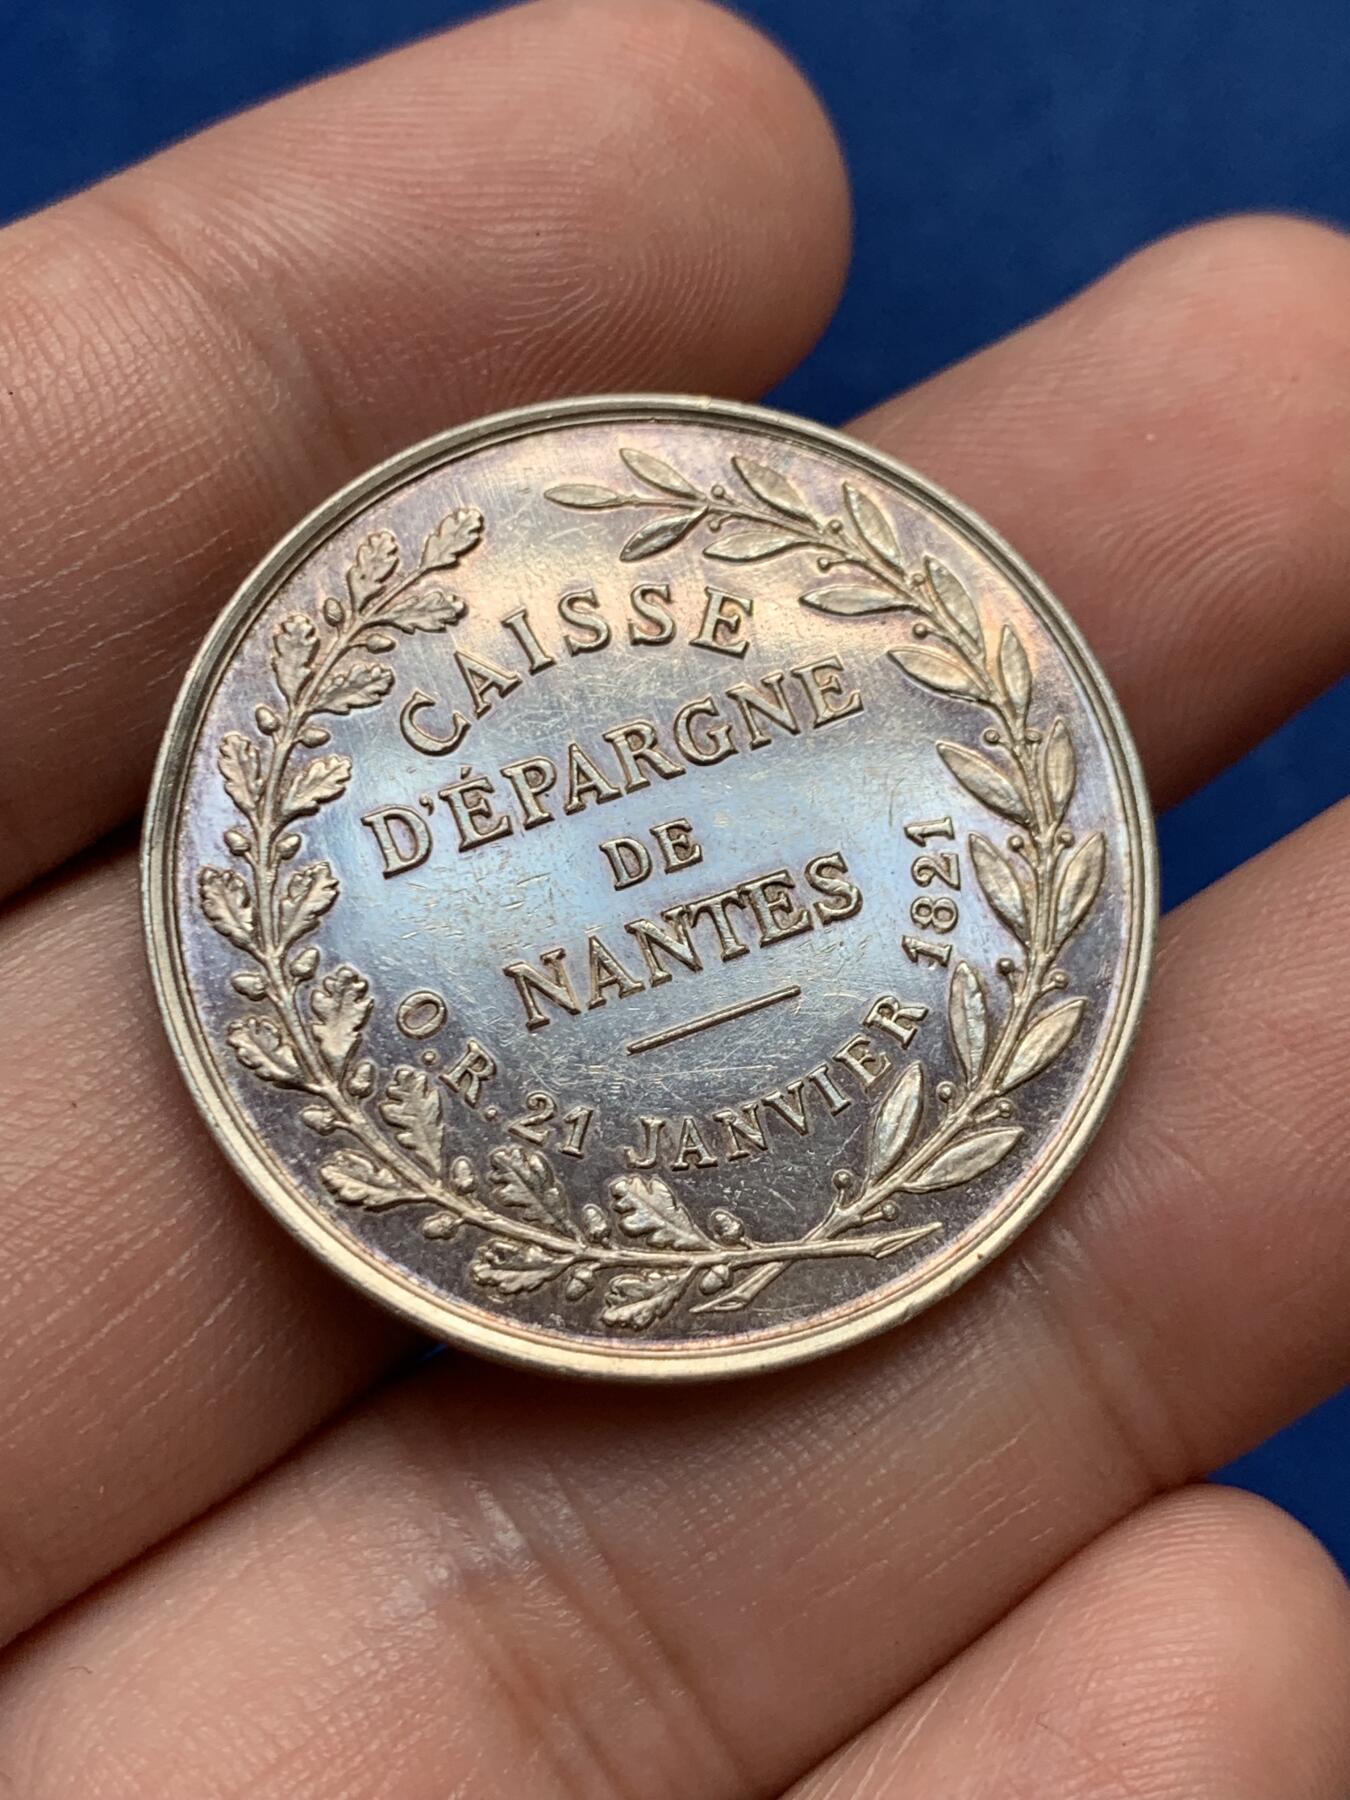 CAISSE
D'ÉPARGNE
DE
NANTES
O.R. 21 JANVIER 1821